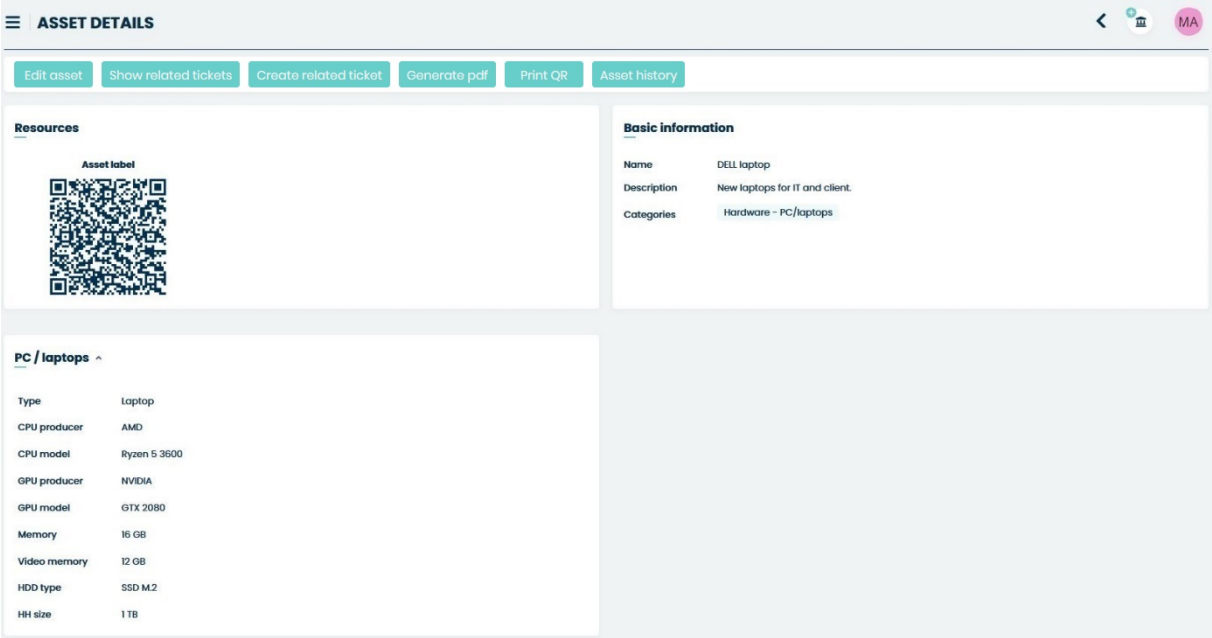 ASSET DETAILS
MA
Edit asset Show related tickets Create related ticket Generate pdf Print QR Asset history
Resources
Asset label
Basic information
Name DELL laptop
Description New laptops for IT and client.
Categories Hardware - PC/laptops
PC / laptops
Type Laptop
CPU producer AMD
CPU model Ryzen 5 3600
GPU producer NVIDIA
GPU model GTX 2080
Memory 16 GB
Video memory 12 GB
HDD type SSD M.2
HH size 1 TB